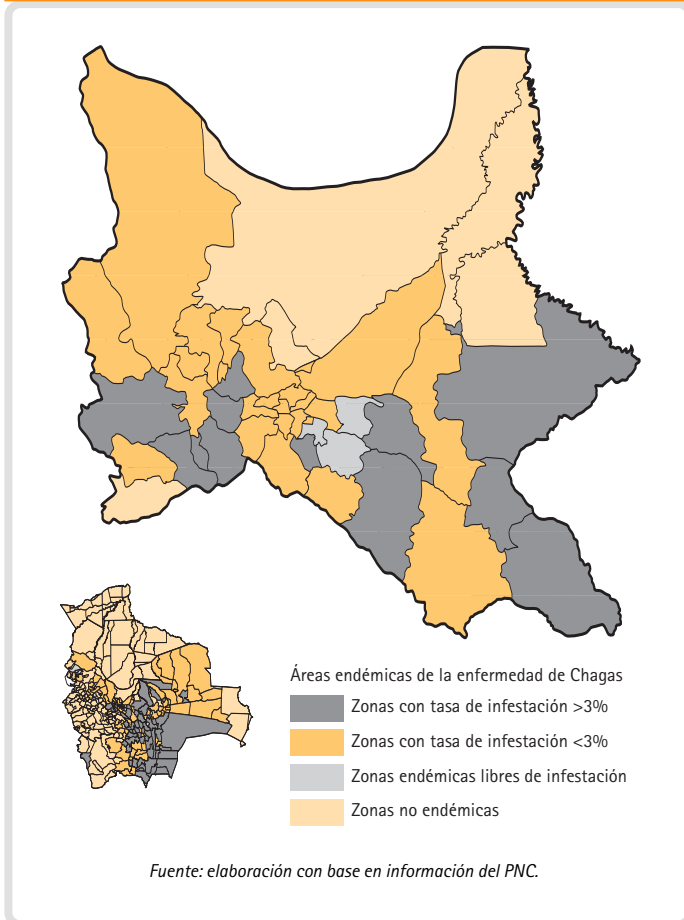 Áreas endémicas de la enfermedad de Chagas
Zonas con tasa de infestación >3%
Zonas con tasa de infestación <3%
Zonas endémicas libres de infestación
Zonas no endémicas
Fuente: elaboración con base en información del PNC.